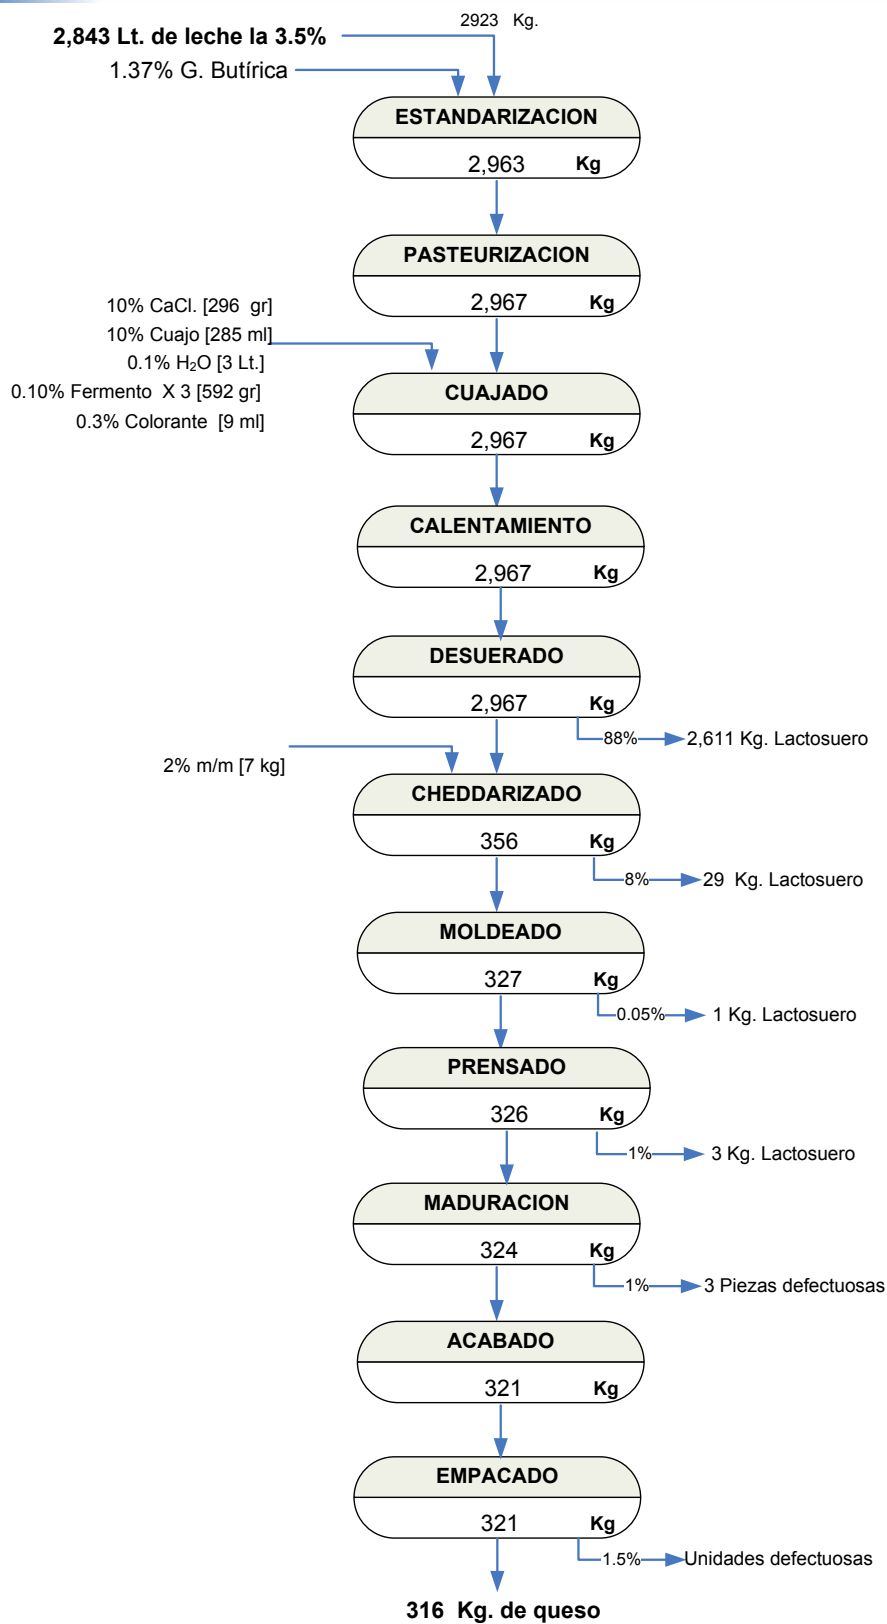 2923 Kg.
2,843 Lt. de leche la 3.5%
1.37% G. Butírica
ESTANDARIZACION
2,963 Kg
PASTEURIZACION
2,967 Kg
10% CaCl. [296 gr]
10% Cuajo [285 ml]
0.1% H₂O [3 Lt.]
0.10% Fermento X 3 [592 gr]
0.3% Colorante [9 ml]
CUAJADO
2,967 Kg
CALENTAMIENTO
2,967 Kg
DESUERADO
2,967 Kg
88% 2,611 Kg. Lactosuero
2% m/m [7 kg]
CHEDDARIZADO
356 Kg
8% 29 Kg. Lactosuero
MOLDEADO
327 Kg
0.05% 1 Kg. Lactosuero
PRENSADO
326 Kg
1% 3 Kg. Lactosuero
MADURACION
324 Kg
1% 3 Piezas defectuosas
ACABADO
321 Kg
EMPACADO
321 Kg
1.5% Unidades defectuosas
316 Kg. de queso